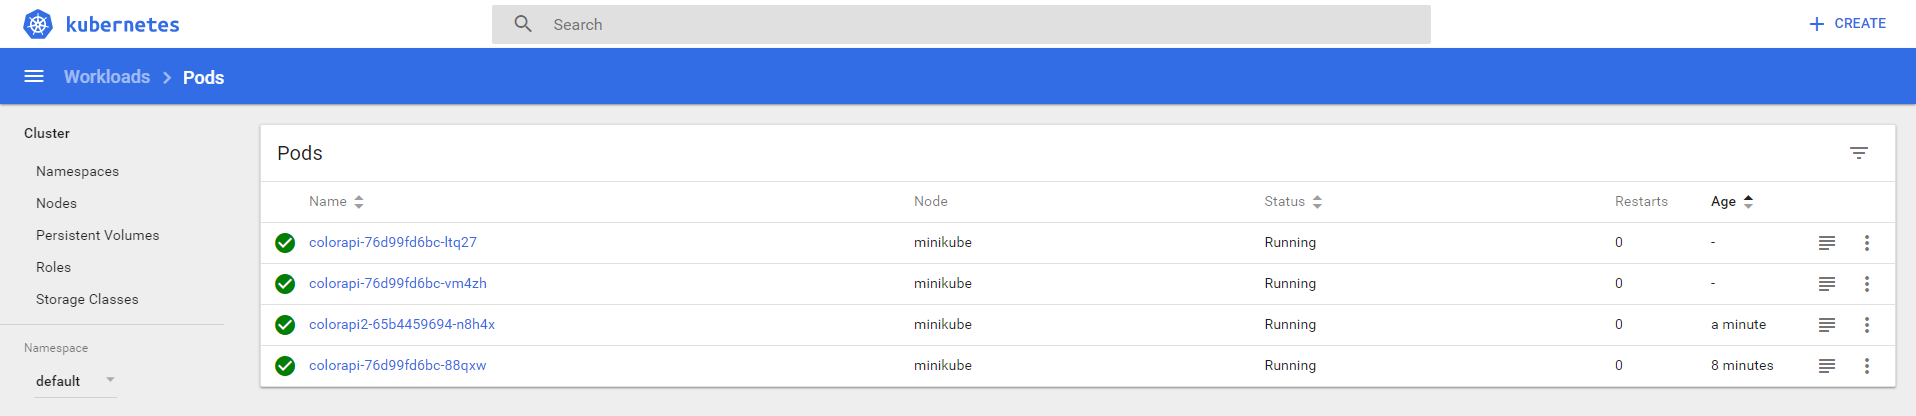 kubernetes
Search
+ CREATE
Workloads > Pods
Cluster
Namespaces
Nodes
Persistent Volumes
Roles
Storage Classes
Namespace
default
Pods
Name Node Status Restarts Age
colorapi-76d99fd6bc-ltq27 minikube Running 0 -
colorapi-76d99fd6bc-vm4zh minikube Running 0 -
colorapi2-65b4459694-n8h4x minikube Running 0 a minute
colorapi-76d99fd6bc-88qxw minikube Running 0 8 minutes